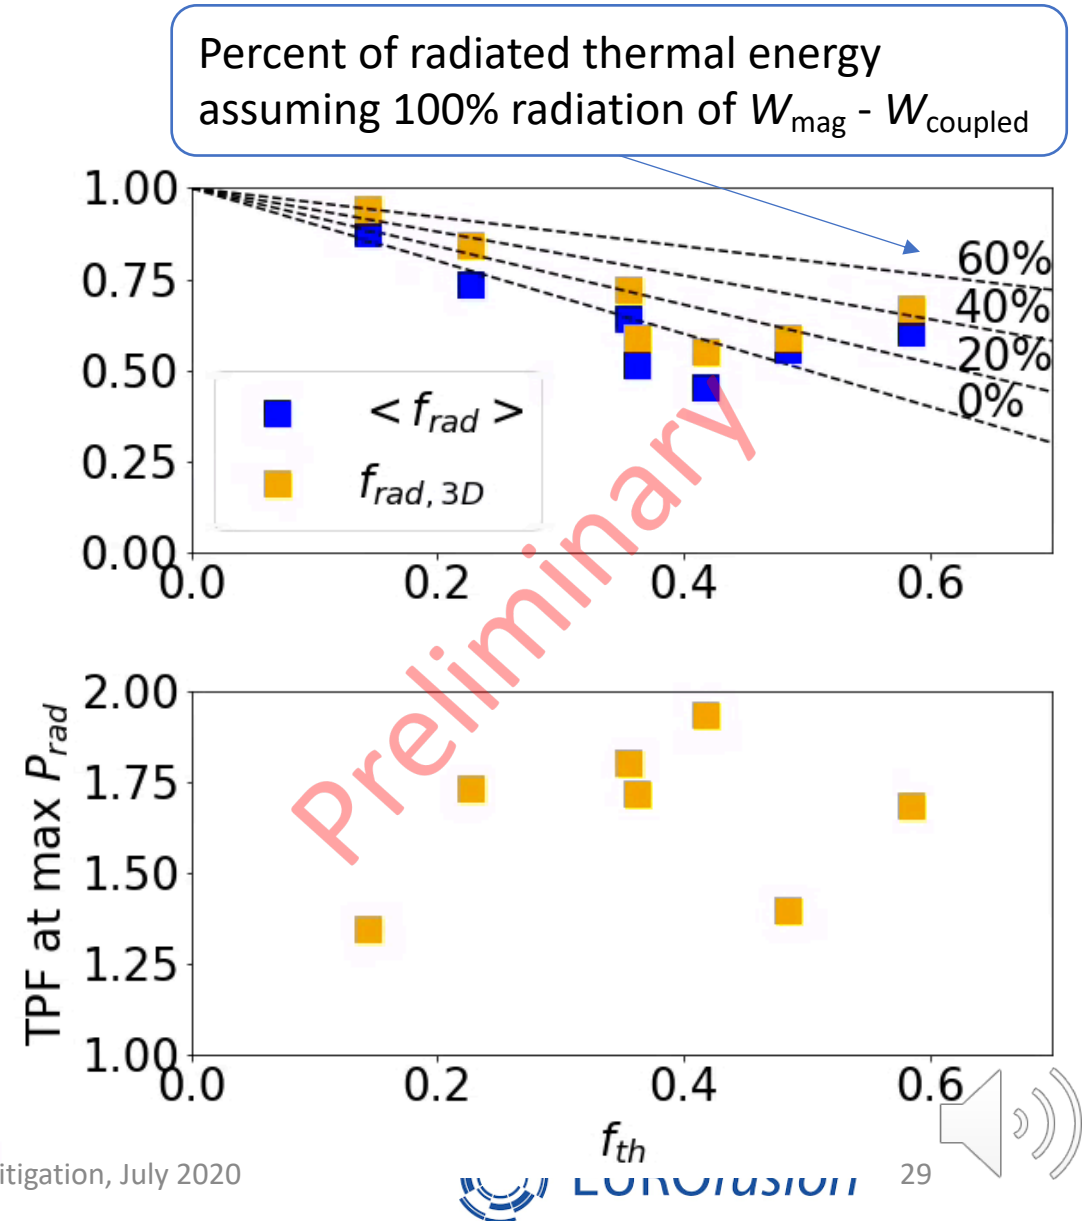 Percent of radiated thermal energy
assuming 100% radiation of Wmag - Wcoupled
1.00
0.75
0.50
0.25
0.00
60%
40%
20%
0%
< frad >
frad, 3D
0.0 0.2 0.4 0.6
Preliminary
TPF at max Prad
2.00
1.75
1.50
1.25
1.00
0.0 0.2 0.4 0.6
fth
itigation, July 2020
EUROfusion
29